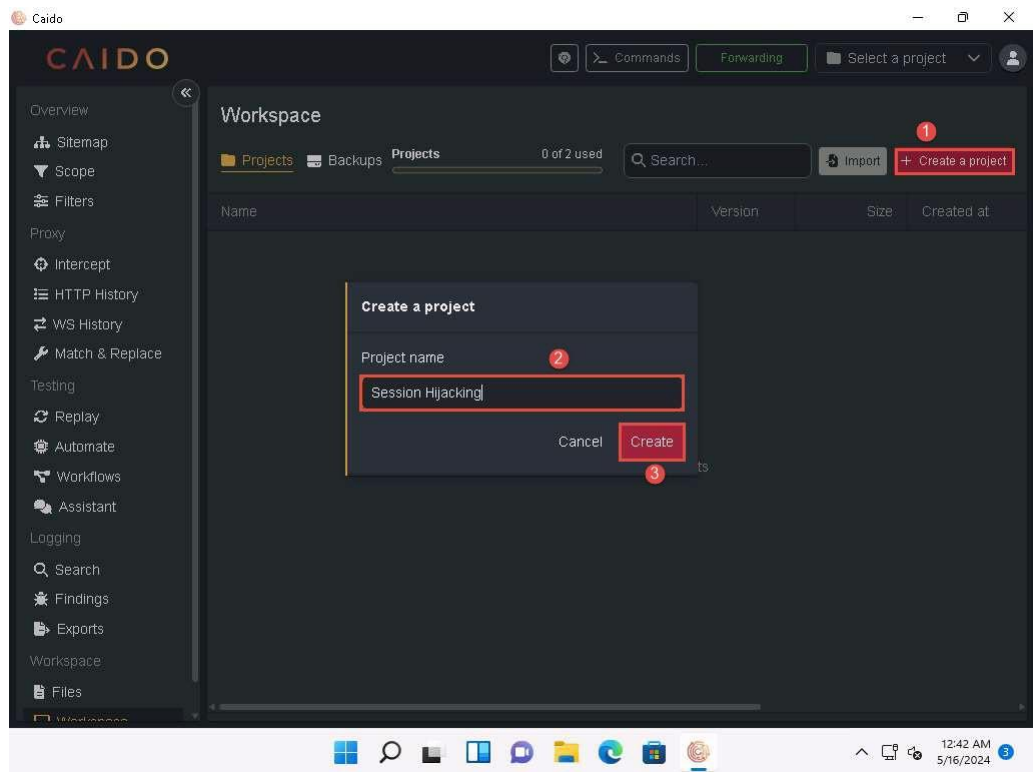 Caido
CAIDO
Commands
Forwarding
Select a project
Overview
Sitemap
Scope
Filters
Proxy
Intercept
HTTP History
WS History
Match & Replace
Testing
Replay
Automate
Workflows
Assistant
Logging
Search
Findings
Exports
Workspace
Files
Workspace
Workspace
Projects
Backups
Projects
0 of 2 used
Search...
Import
1
+ Create a project
Name
Version
Size
Created at
Create a project
Project name
2
Session Hijacking
Cancel
Create
3
ts
12:42 AM
5/16/2024
3